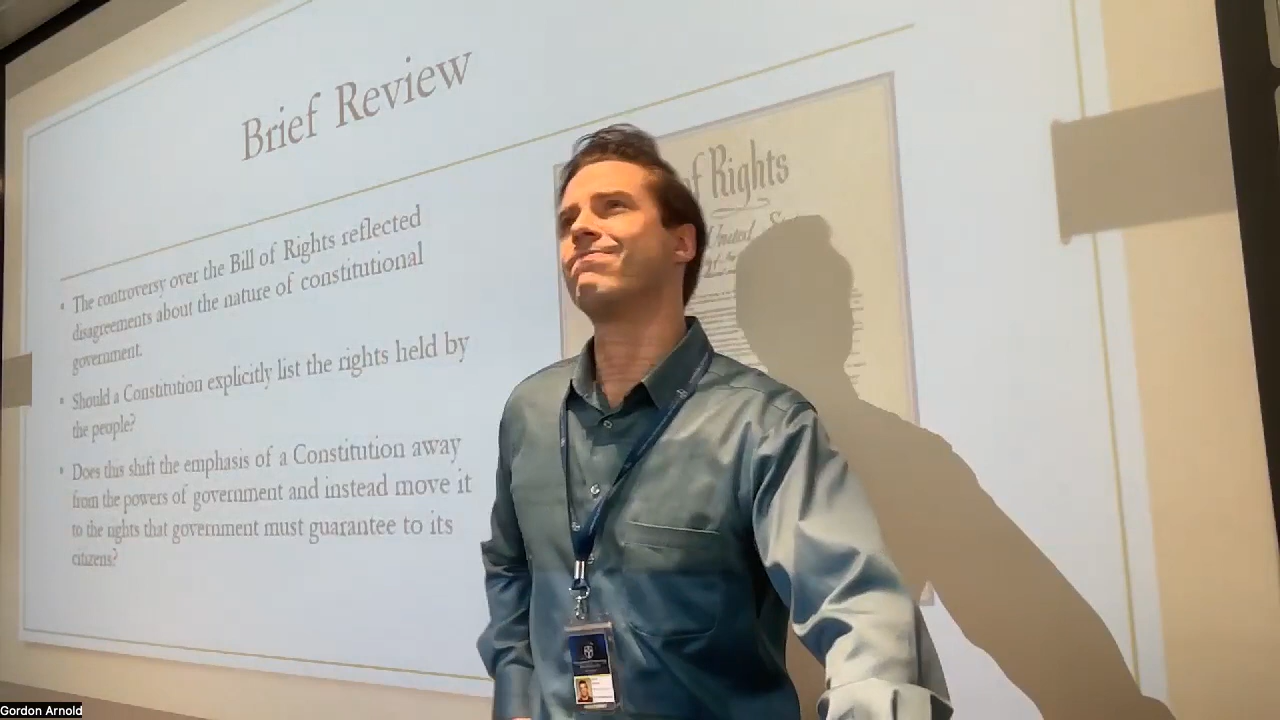 Brief Review
• The controversy over the Bill of Rights reflected
disagreements about the nature of constitutional
government.
• Should a Constitution explicitly list the rights held by
the people?
• Does this shift the emphasis of a Constitution away
from the powers of government and instead move it
to the rights that government must guarantee to its
citizens?
of Rights
United
Gordon Arnold